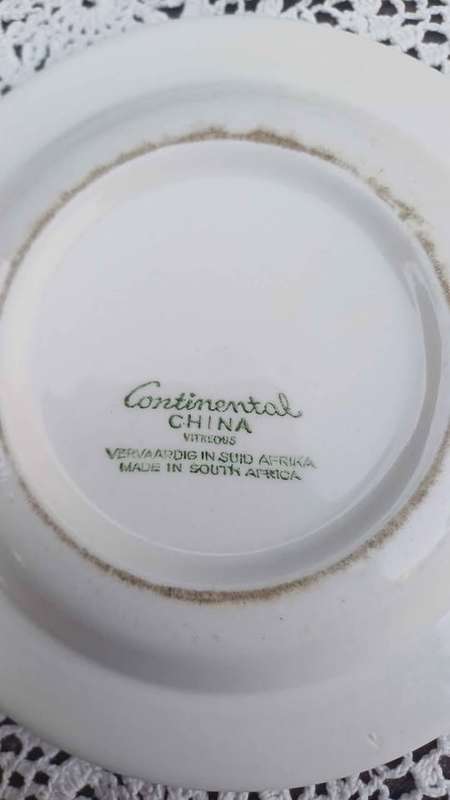 Continental
CHINA
VITREOUS
VERVAARDIG IN SUID AFRIKA
MADE IN SOUTH AFRICA